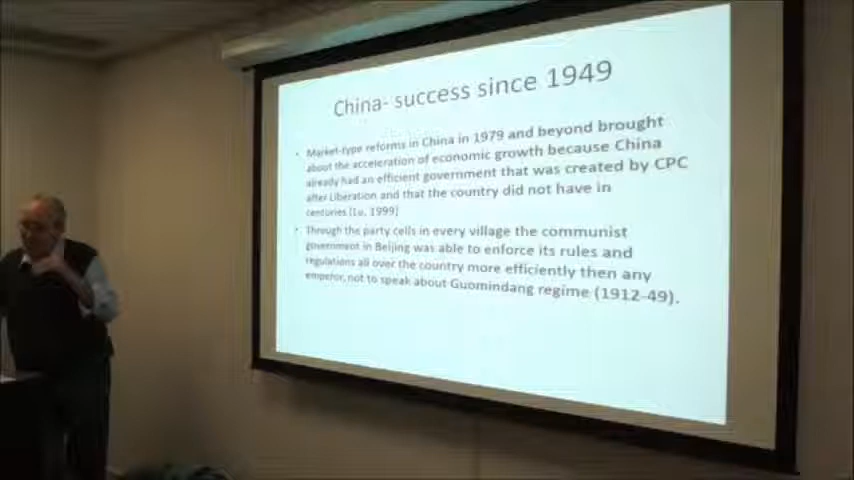 China- success since 1949
• Market-type reforms in China in 1979 and beyond brought
about the acceleration of economic growth because China
already had an efficient government that was created by CPC
after Liberation and that the country did not have in
centuries (Lu, 1999)
• Through the party cells in every village the communist
government in Beijing was able to enforce its rules and
regulations all over the country more efficiently then any
emperor, not to speak about Guomindang regime (1912-49).